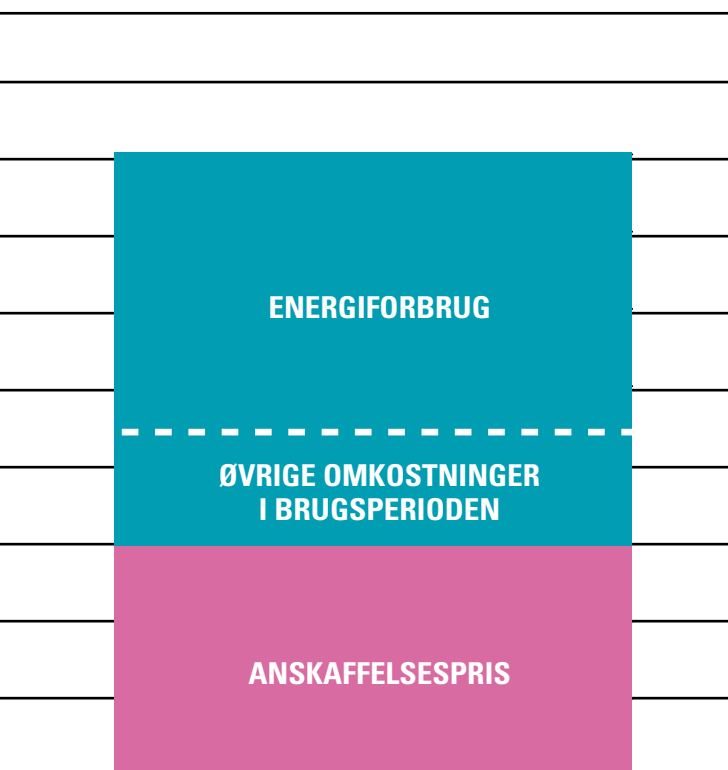 ENERGIFORBRUG
ØVRIGE OMKOSTNINGER
I BRUGSPERIODEN
ANSKAFFELSESPRIS